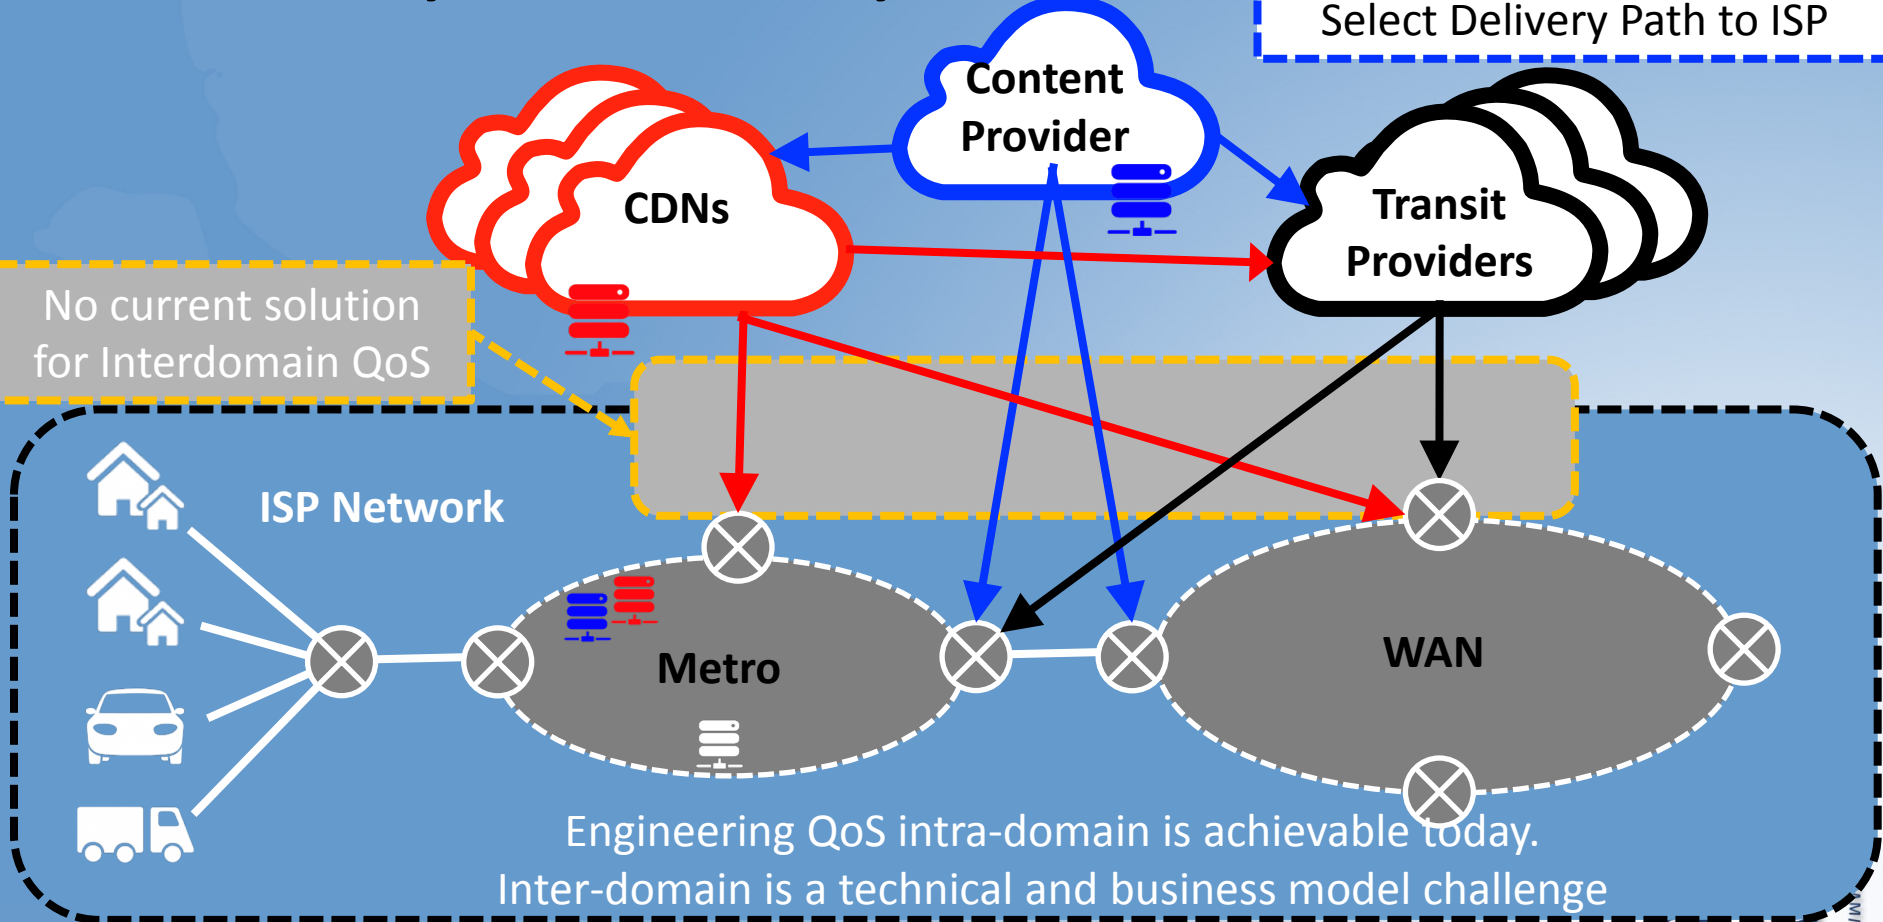 Select Delivery Path to ISP
Content
Provider
CDNs
Transit
Providers
No current solution
for Interdomain QoS
ISP Network
Metro
WAN
Engineering QoS intra-domain is achievable today.
Inter-domain is a technical and business model challenge